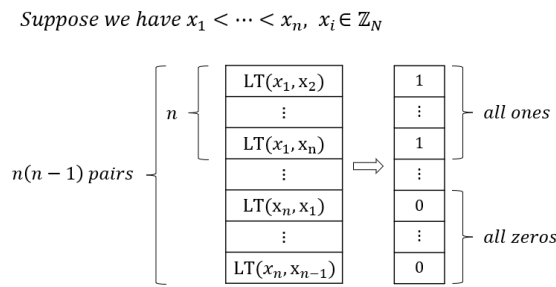 Suppose we have x₁ < ⋯ < xₙ, xᵢ ∈ ℤ_N
LT(x₁, x₂) 1
n ⋮ ⋮ all ones
LT(x₁, xₙ) 1
n(n − 1) pairs ⋮ ⇨ ⋮
LT(xₙ, x₁) 0
⋮ ⋮ all zeros
LT(xₙ, xₙ₋₁) 0